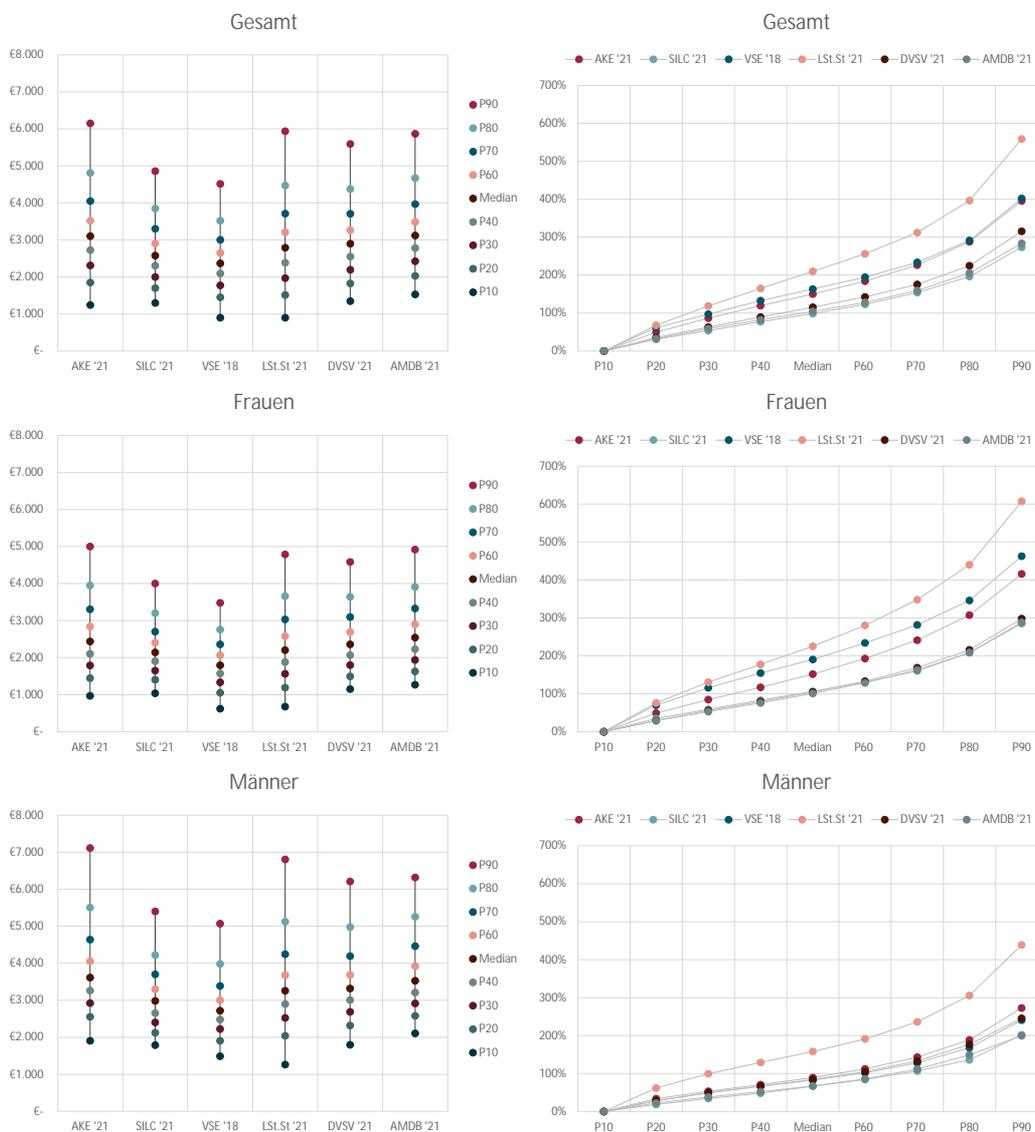 Gesamt
€8.000
€7.000
€6.000
€5.000
€4.000
€3.000
€2.000
€1.000
€-
AKE '21 SILC '21 VSE '18 LSt.St '21 DVSV '21 AMDB '21
P90
P80
P70
P60
Median
P40
P30
P20
P10
Gesamt
AKE '21 SILC '21 VSE '18 LSt.St '21 DVSV '21 AMDB '21
700%
600%
500%
400%
300%
200%
100%
0%
P10 P20 P30 P40 Median P60 P70 P80 P90
Frauen
€8.000
€7.000
€6.000
€5.000
€4.000
€3.000
€2.000
€1.000
€-
AKE '21 SILC '21 VSE '18 LSt.St '21 DVSV '21 AMDB '21
P90
P80
P70
P60
Median
P40
P30
P20
P10
Frauen
AKE '21 SILC '21 VSE '18 LSt.St '21 DVSV '21 AMDB '21
700%
600%
500%
400%
300%
200%
100%
0%
P10 P20 P30 P40 Median P60 P70 P80 P90
Männer
€8.000
€7.000
€6.000
€5.000
€4.000
€3.000
€2.000
€1.000
€-
AKE '21 SILC '21 VSE '18 LSt.St '21 DVSV '21 AMDB '21
P90
P80
P70
P60
Median
P40
P30
P20
P10
Männer
AKE '21 SILC '21 VSE '18 LSt.St '21 DVSV '21 AMDB '21
700%
600%
500%
400%
300%
200%
100%
0%
P10 P20 P30 P40 Median P60 P70 P80 P90